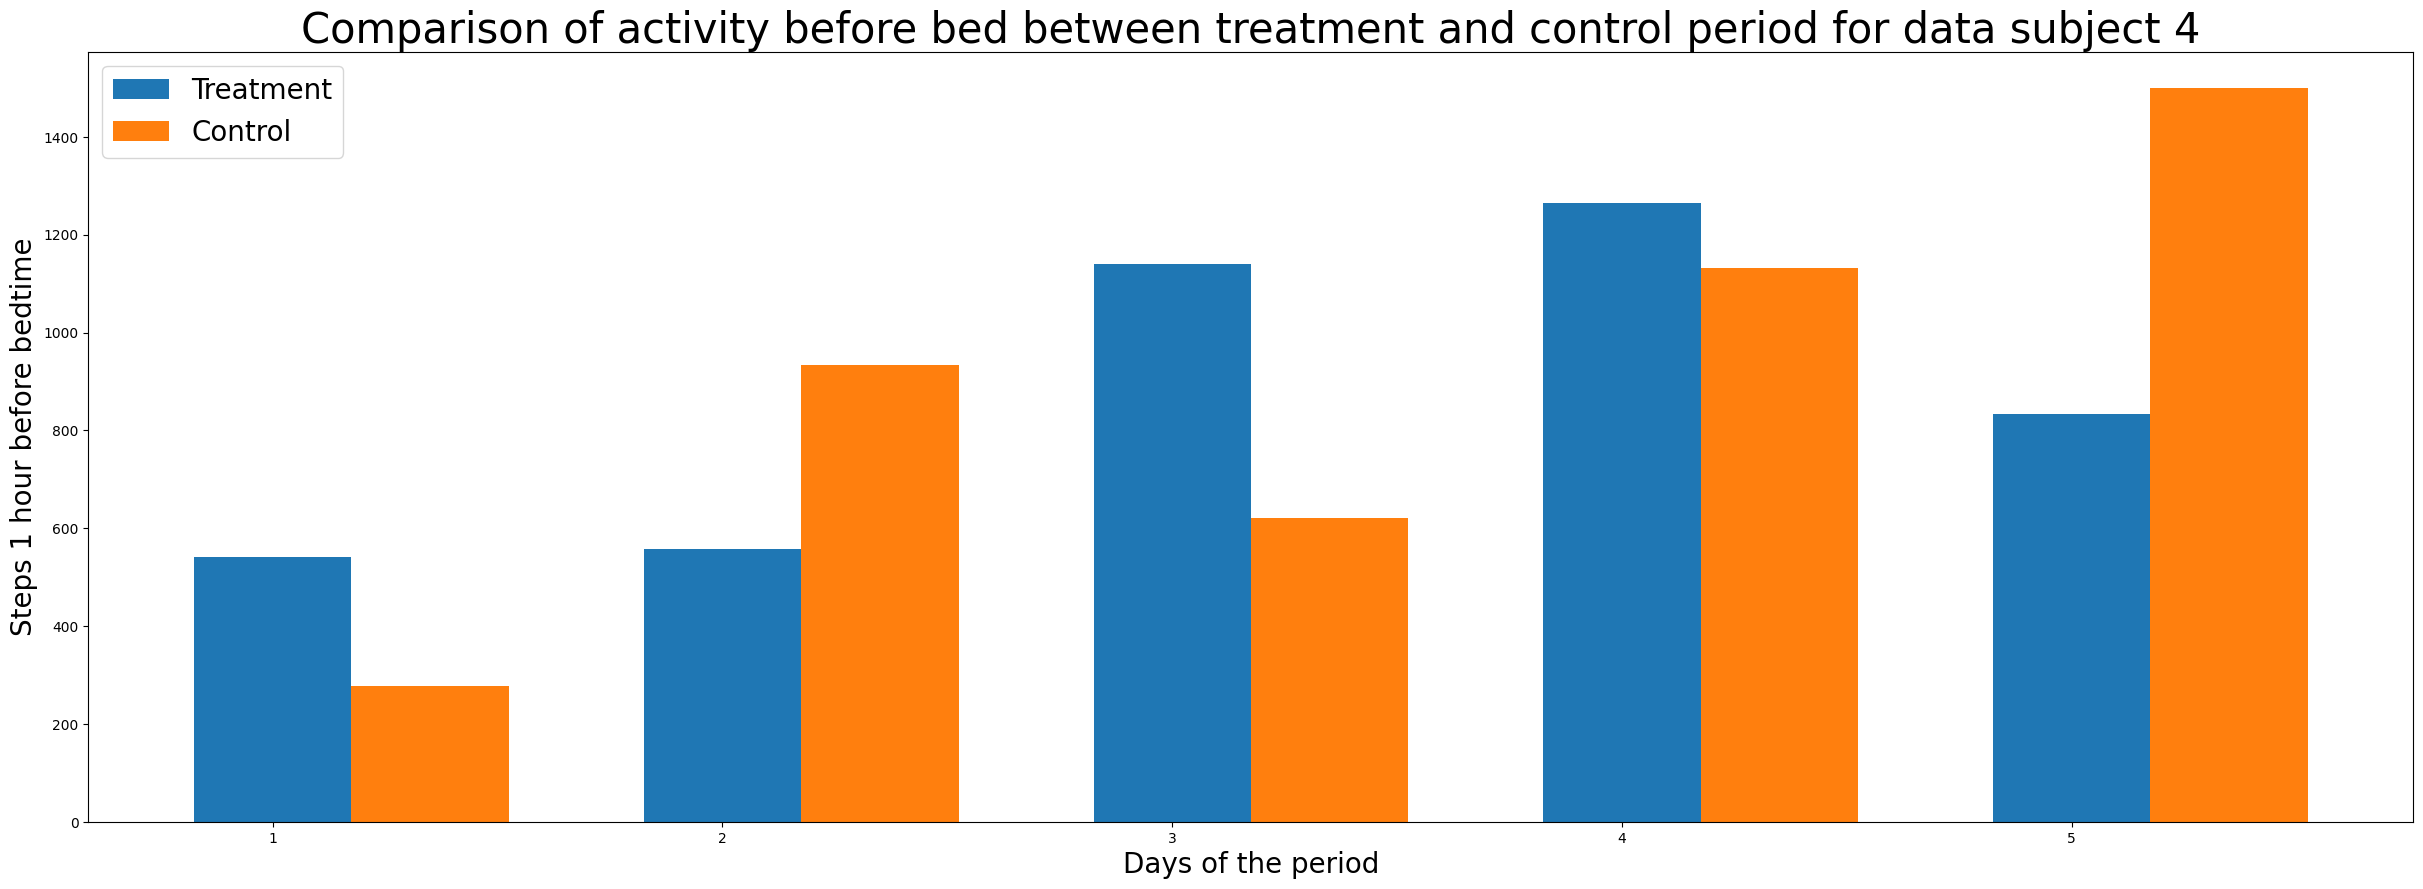 Comparison of activity before bed between treatment and control period for data subject 4
Treatment
Control
1400
1200
1000
800
600
400
200
0
Steps 1 hour before bedtime
1 2 3 4 5
Days of the period